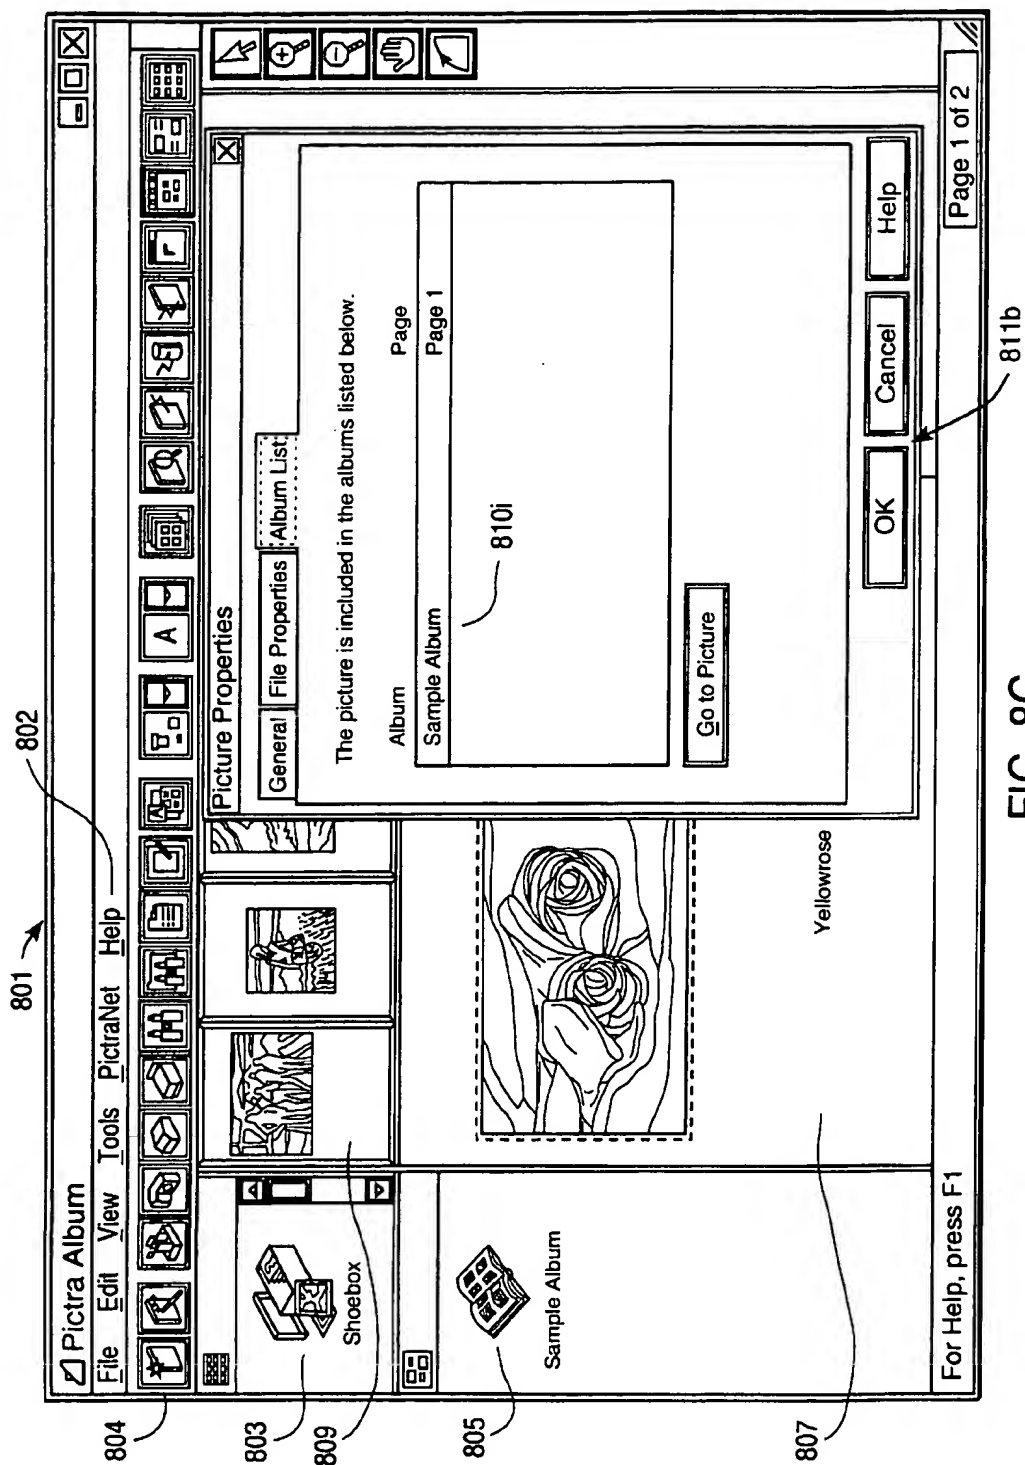 801
802
Pictra Album
File Edit View Tools PictraNet Help
804
A
Picture Properties
General File Properties Album List
The picture is included in the albums listed below.
Album Page
Sample Album Page 1
810i
Go to Picture
OK Cancel Help
811b
803
Shoebox
809
805
Sample Album
Yellowrose
807
For Help, press F1
Page 1 of 2
FIG. 8C